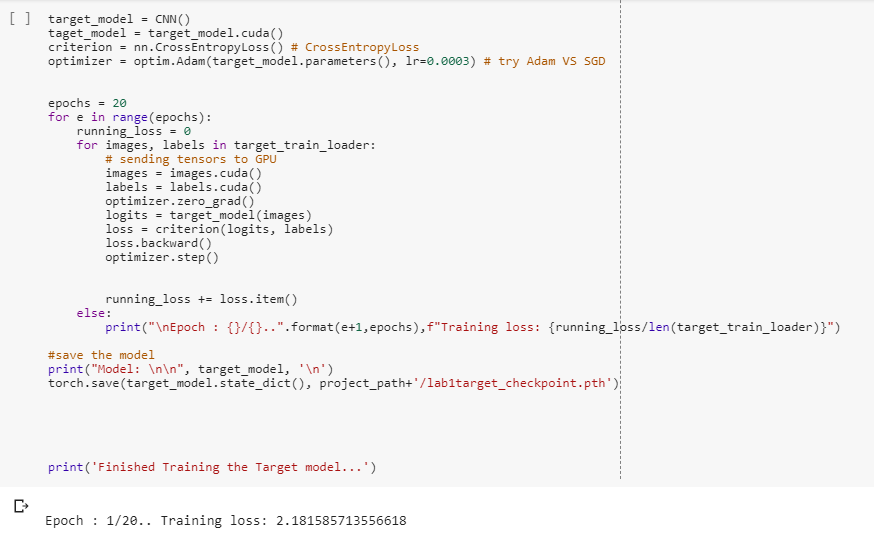 [ ] target_model = CNN()
taget_model = target_model.cuda()
criterion = nn.CrossEntropyLoss() # CrossEntropyLoss
optimizer = optim.Adam(target_model.parameters(), lr=0.0003) # try Adam VS SGD
epochs = 20
for e in range(epochs):
    running_loss = 0
    for images, labels in target_train_loader:
        # sending tensors to GPU
        images = images.cuda()
        labels = labels.cuda()
        optimizer.zero_grad()
        logits = target_model(images)
        loss = criterion(logits, labels)
        loss.backward()
        optimizer.step()
        running_loss += loss.item()
    else:
        print("\nEpoch : {}/{}..".format(e+1,epochs),f"Training loss: {running_loss/len(target_train_loader)}")
#save the model
print("Model: \n\n", target_model, '\n')
torch.save(target_model.state_dict(), project_path+'/lab1target_checkpoint.pth')
print('Finished Training the Target model...')
Epoch : 1/20.. Training loss: 2.181585713556618